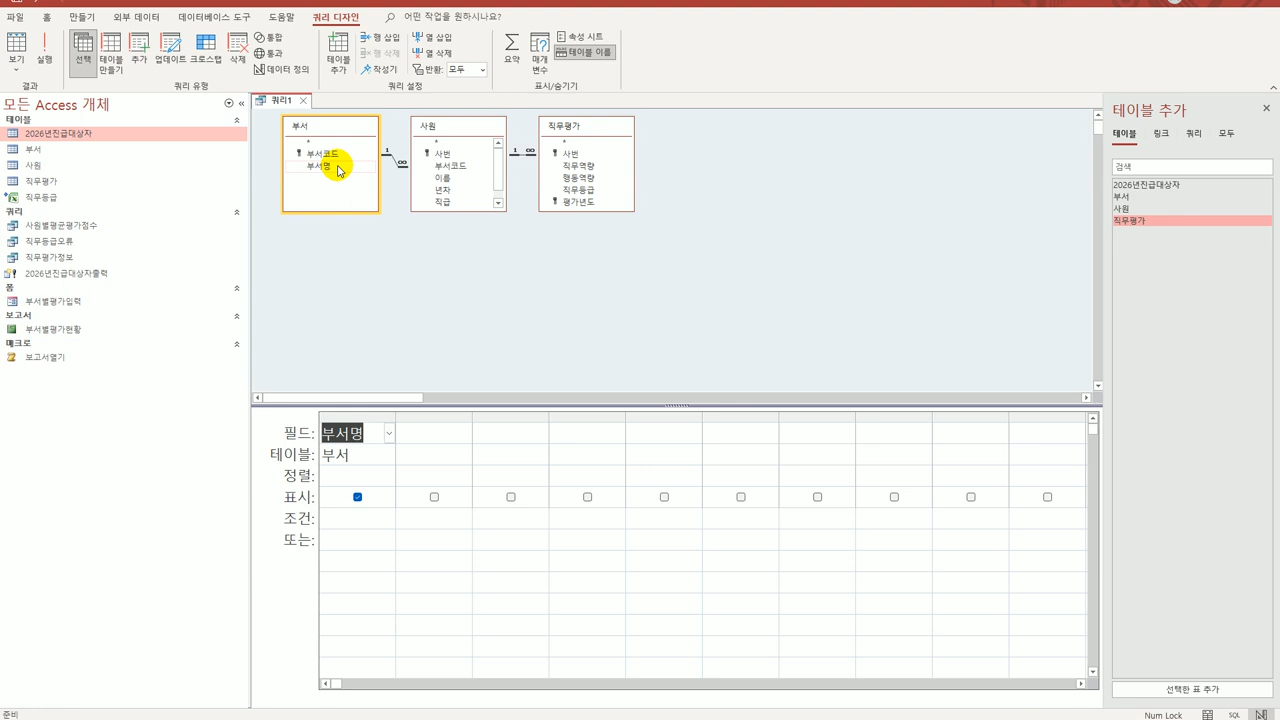 파일 홈 만들기 외부 데이터 데이터베이스 도구 도움말 쿼리 디자인 어떤 작업을 원하시나요?
보기 실행 선택 테이블 만들기 추가 업데이트 크로스탭 삭제 통합 통과 데이터 정의
테이블 추가 행 삽입 행 삭제 작성기 열 삽입 열 삭제 반환: 모두
요약 매개 변수 속성 시트 테이블 이름
결과 쿼리 유형 쿼리 설정 표시/숨기기
모든 Access 개체
테이블
2026년진급대상자
부서
사원
직무평가
직무등급
쿼리
사원별평균평가점수
직무등급오류
직무평가정보
2026년진급대상자출력
폼
부서별평가입력
보고서
부서별평가현황
매크로
보고서열기
쿼리1
부서
*
부서코드
부서명
1 ∞
사원
*
사번
부서코드
이름
년차
직급
1 ∞
직무평가
*
사번
직무역량
행동역량
직무등급
평가년도
필드: 부서명
테이블: 부서
정렬:
표시:
조건:
또는:
테이블 추가
테이블 링크 쿼리 모두
검색
2026년진급대상자
부서
사원
직무평가
선택한 표 추가
준비
Num Lock SQL